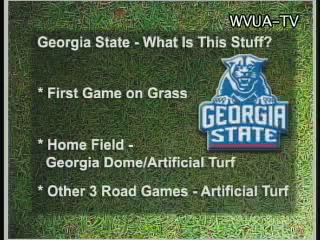 WVUA-TV
Georgia State - What Is This Stuff?
* First Game on Grass
GEORGIA
STATE
* Home Field -
Georgia Dome/Artificial Turf
* Other 3 Road Games - Artificial Turf